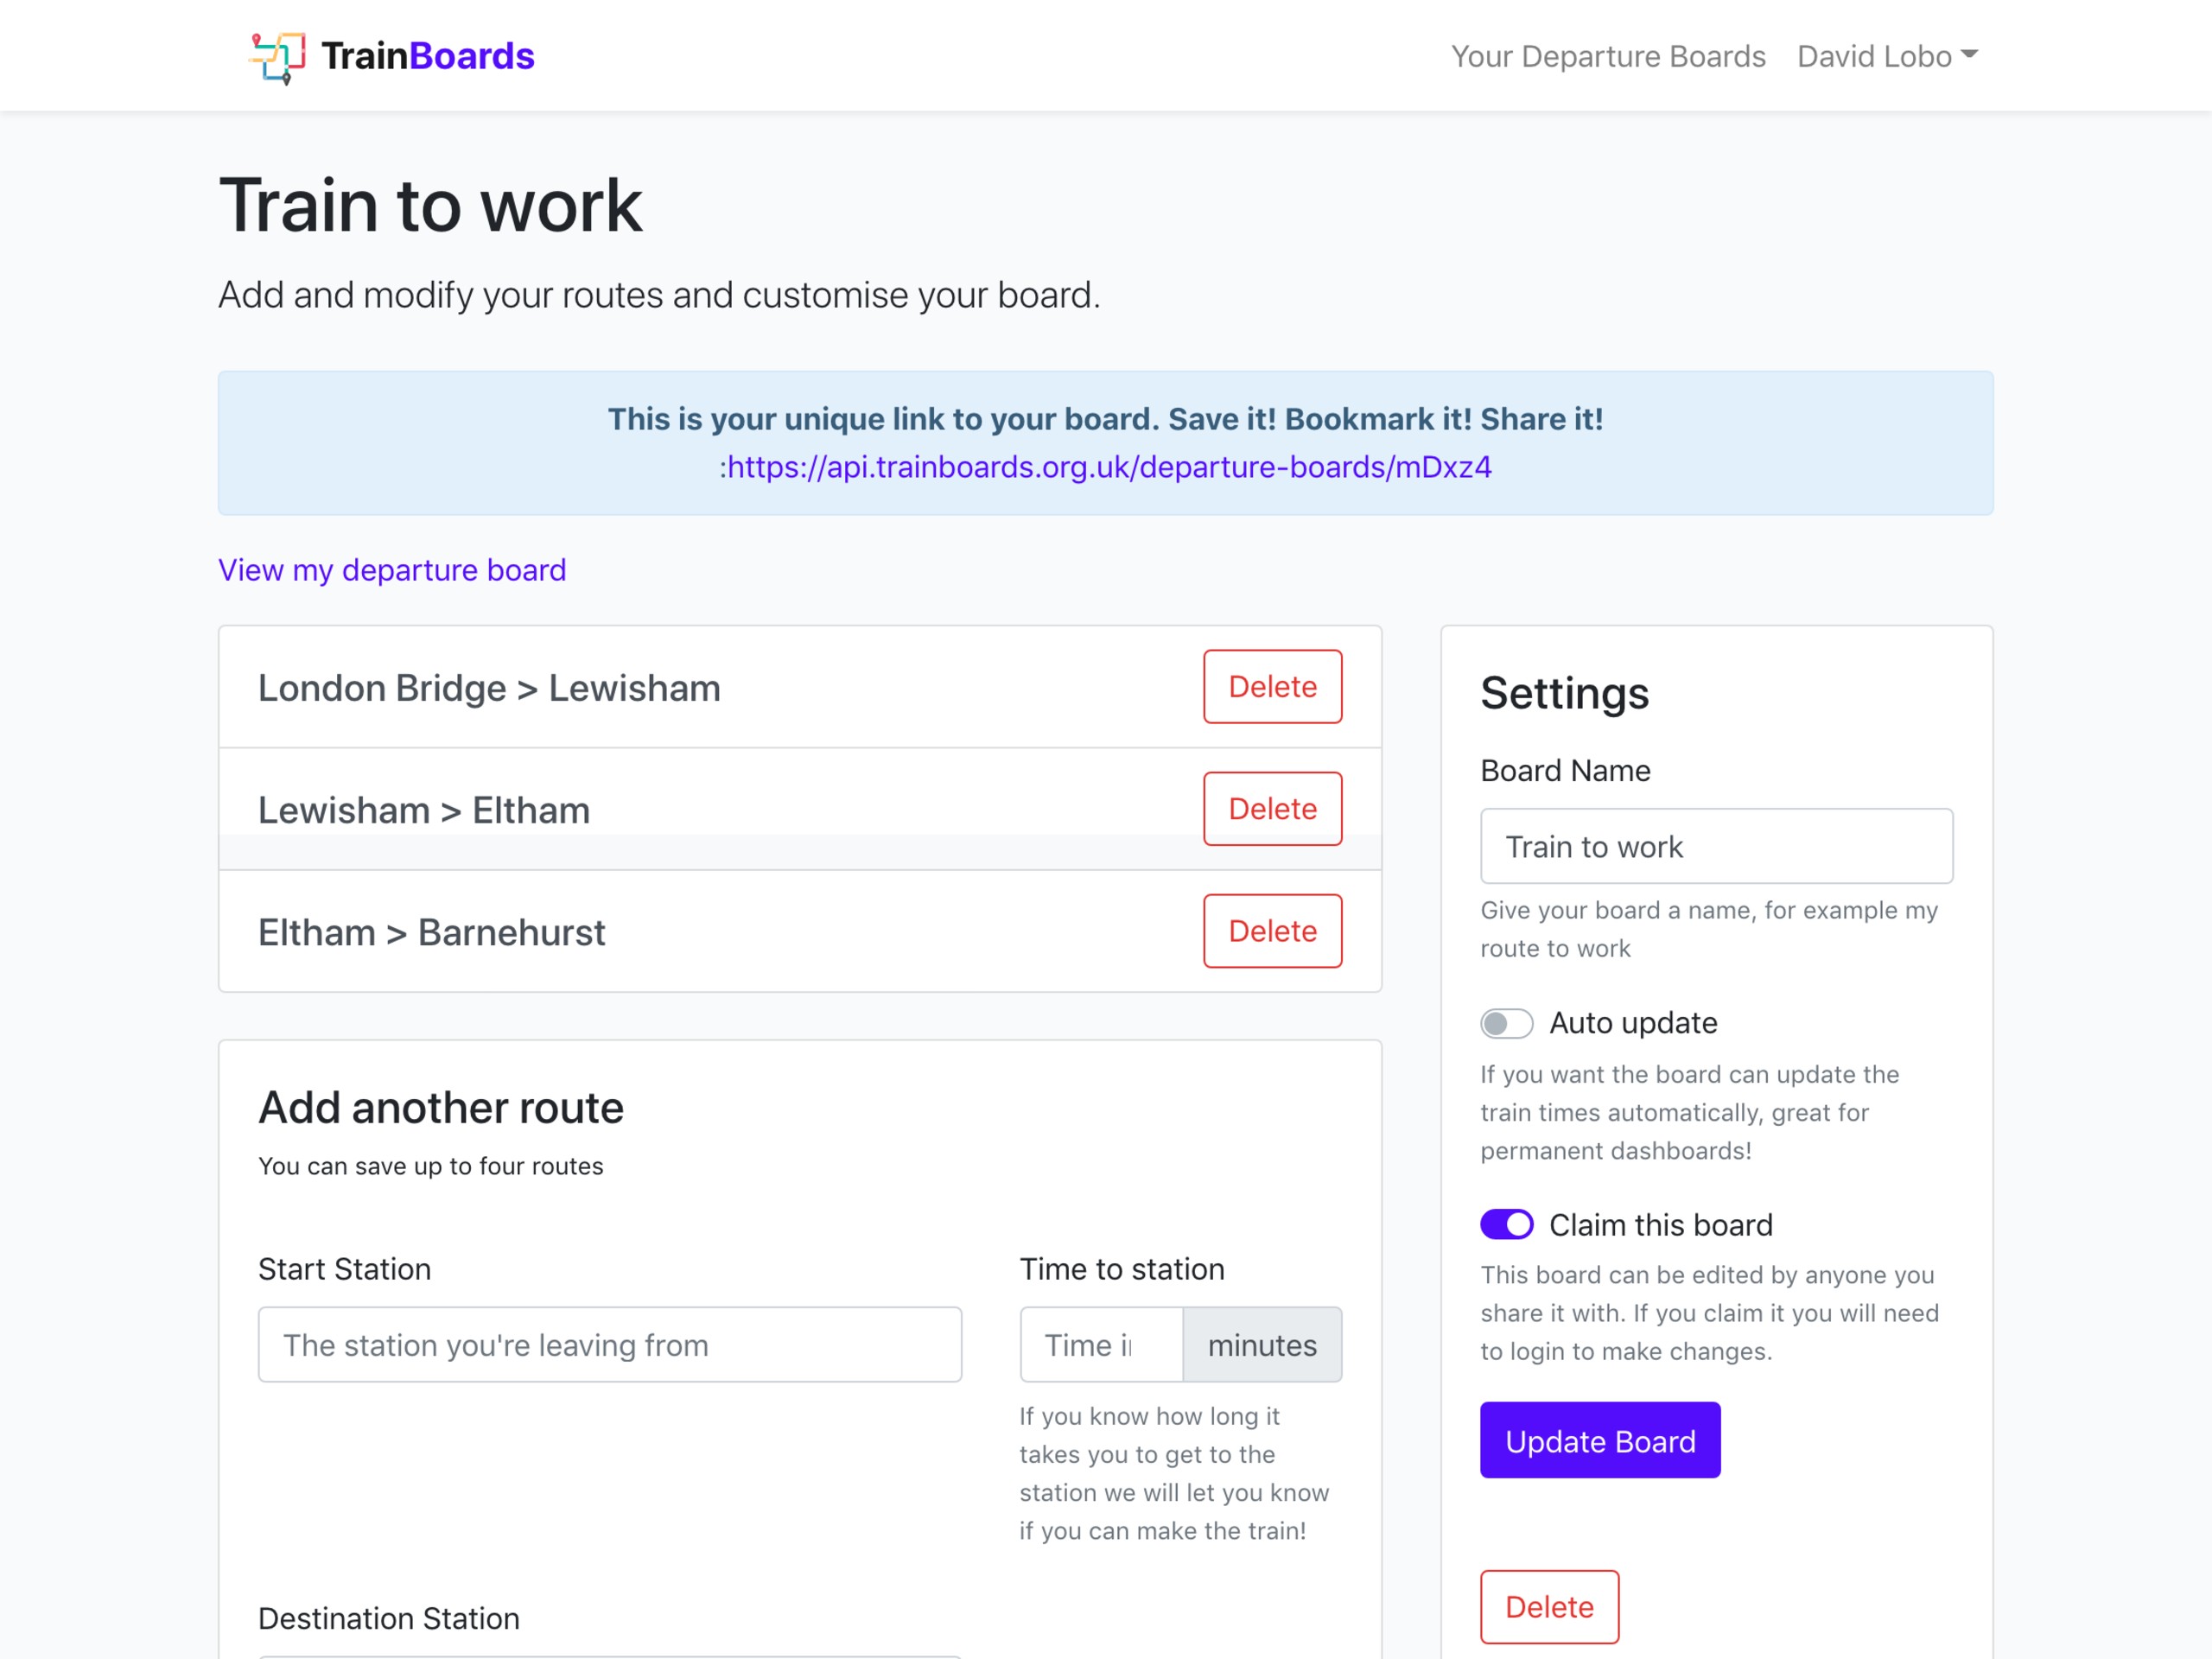 TrainBoards
Your Departure Boards
David Lobo
Train to work
Add and modify your routes and customise your board.
This is your unique link to your board. Save it! Bookmark it! Share it!
:https://api.trainboards.org.uk/departure-boards/mDxz4
View my departure board
London Bridge > Lewisham
Delete
Lewisham > Eltham
Delete
Eltham > Barnehurst
Delete
Add another route
You can save up to four routes
Start Station
The station you're leaving from
Time to station
Time i
minutes
If you know how long it
takes you to get to the
station we will let you know
if you can make the train!
Destination Station
Settings
Board Name
Train to work
Give your board a name, for example my
route to work
Auto update
If you want the board can update the
train times automatically, great for
permanent dashboards!
Claim this board
This board can be edited by anyone you
share it with. If you claim it you will need
to login to make changes.
Update Board
Delete